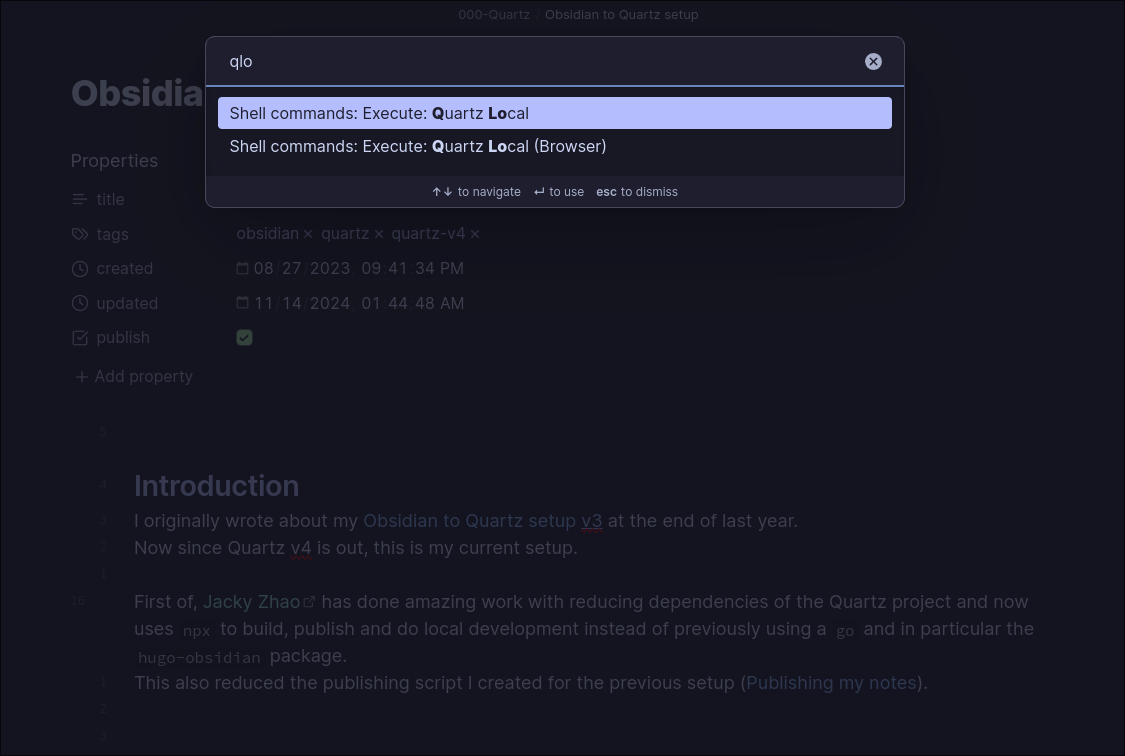 000-Quartz / Obsidian to Quartz setup
qlo
Obsidia
Shell commands: Execute: Quartz Local
Shell commands: Execute: Quartz Local (Browser)
Properties
↑↓ to navigate ↵ to use esc to dismiss
title
tags obsidian × quartz × quartz-v4 ×
created 08/27/2023, 09:41:34 PM
updated 11/14/2024, 01:44:48 AM
publish
+ Add property
5
4 Introduction
3 I originally wrote about my Obsidian to Quartz setup v3 at the end of last year.
2 Now since Quartz v4 is out, this is my current setup.
1
16 First of, Jacky Zhao has done amazing work with reducing dependencies of the Quartz project and now
uses npx to build, publish and do local development instead of previously using a go and in particular the
hugo-obsidian package.
1 This also reduced the publishing script I created for the previous setup (Publishing my notes).
2
3